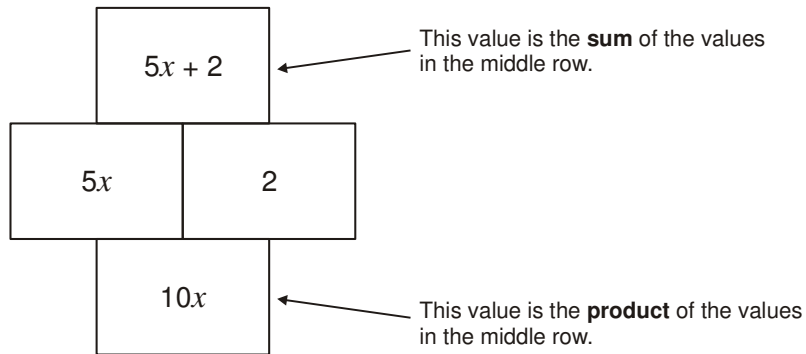 5x + 2
This value is the sum of the values
in the middle row.
5x
2
10x
This value is the product of the values
in the middle row.